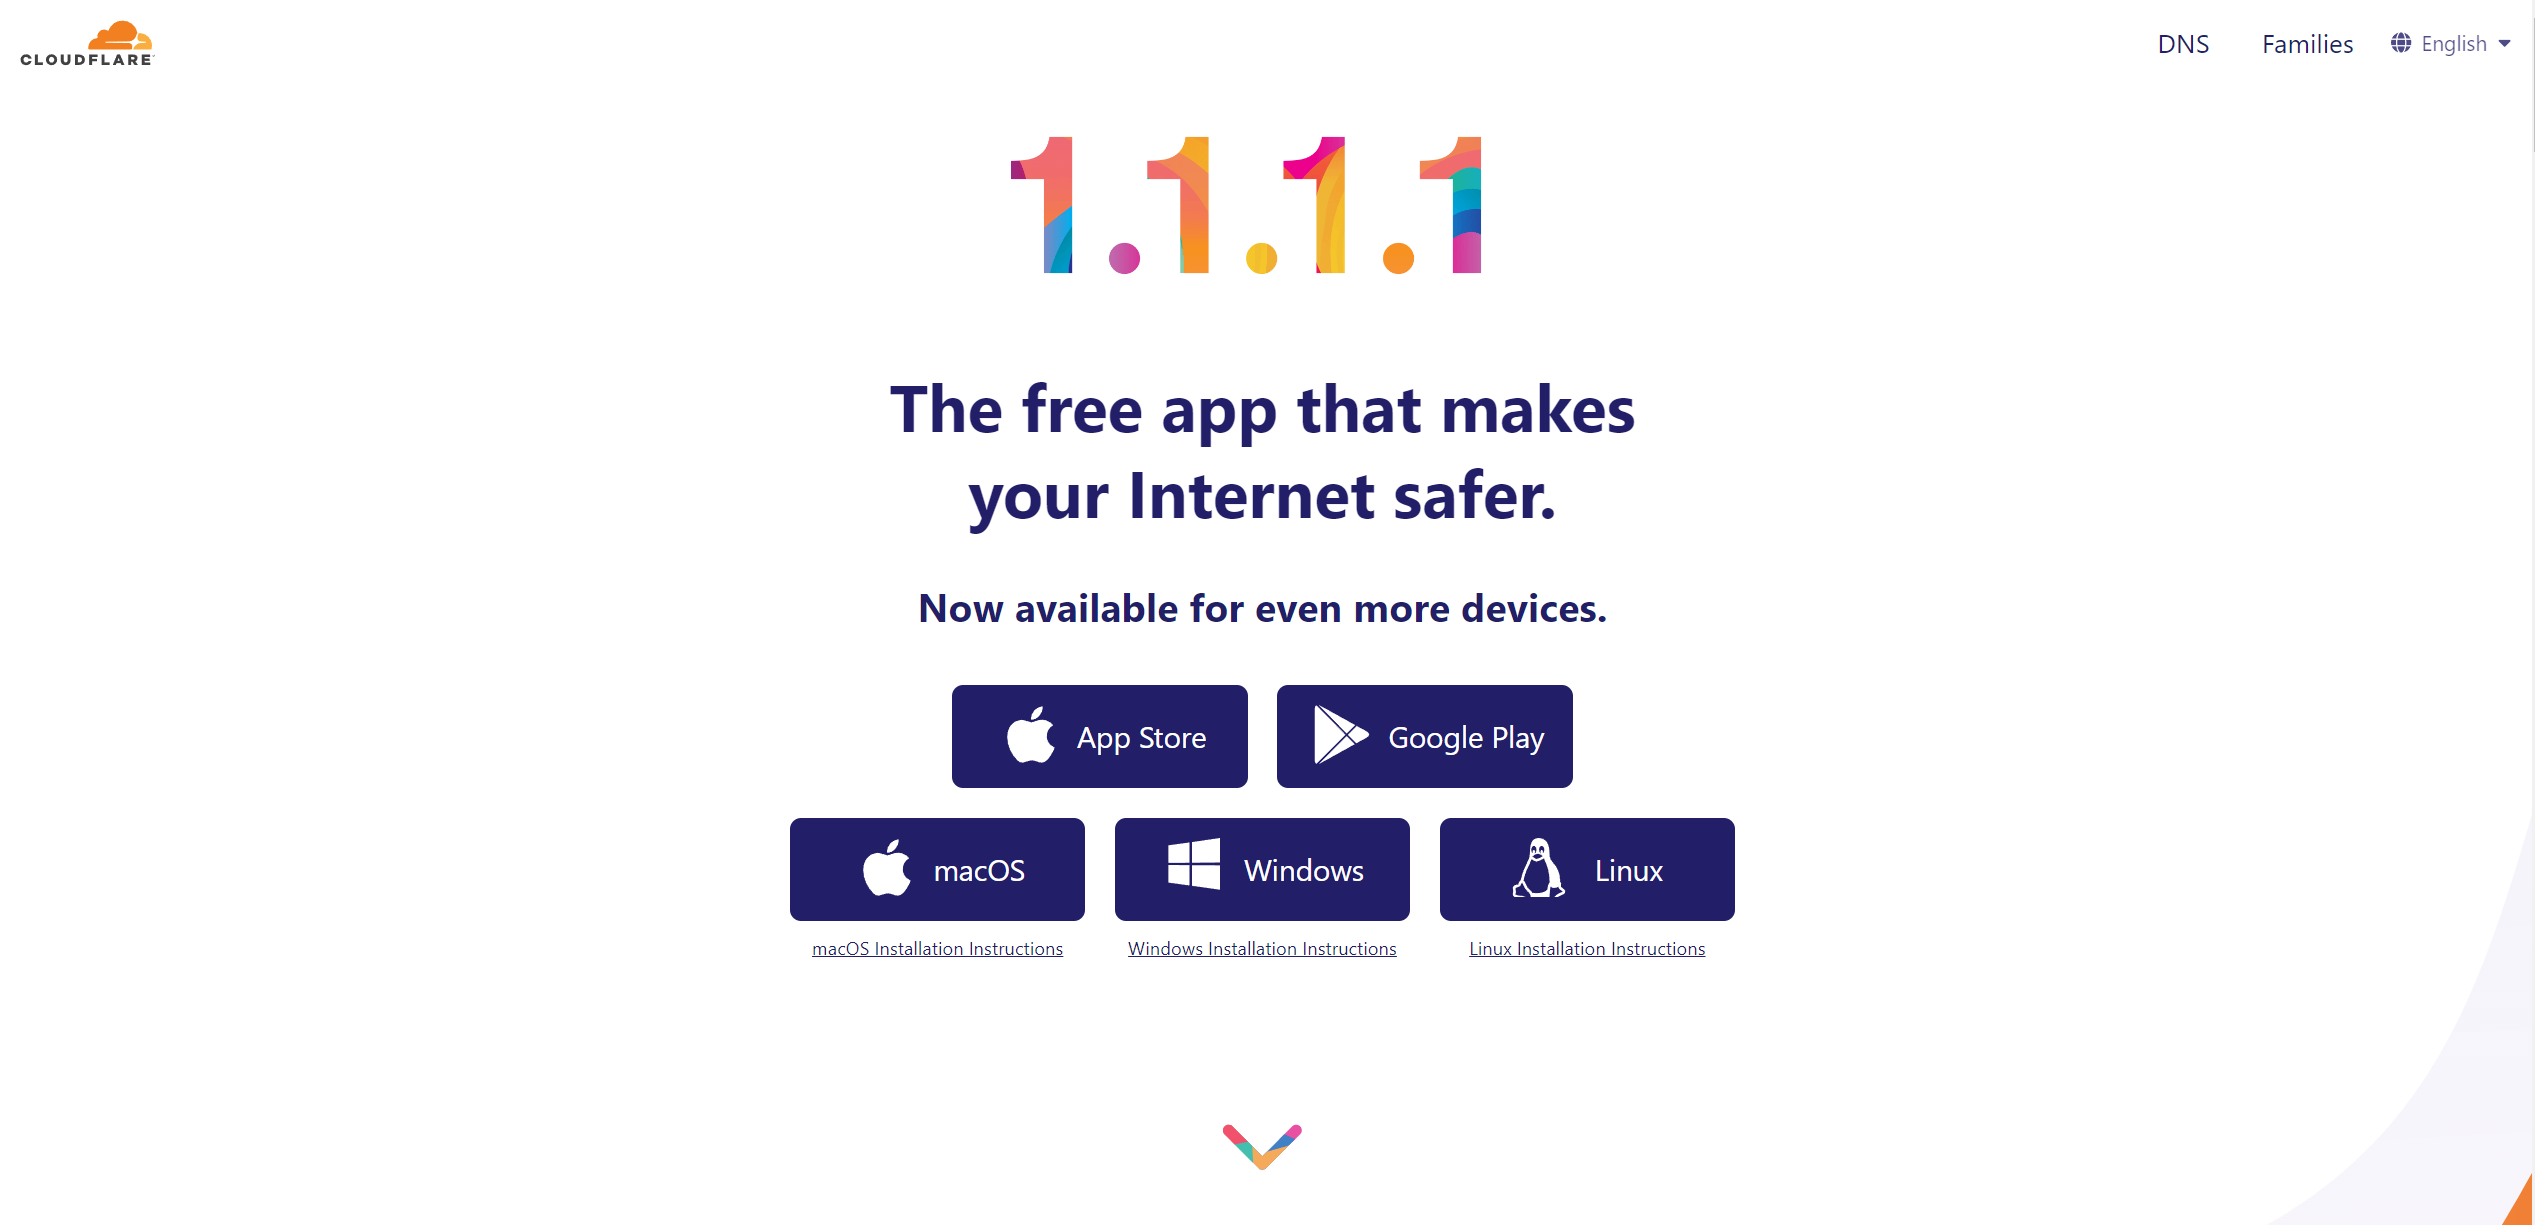 CLOUDFLARE
DNS
Families
English
1.1.1.1
The free app that makes
your Internet safer.
Now available for even more devices.
App Store
Google Play
macOS
Windows
Linux
macOS Installation Instructions
Windows Installation Instructions
Linux Installation Instructions